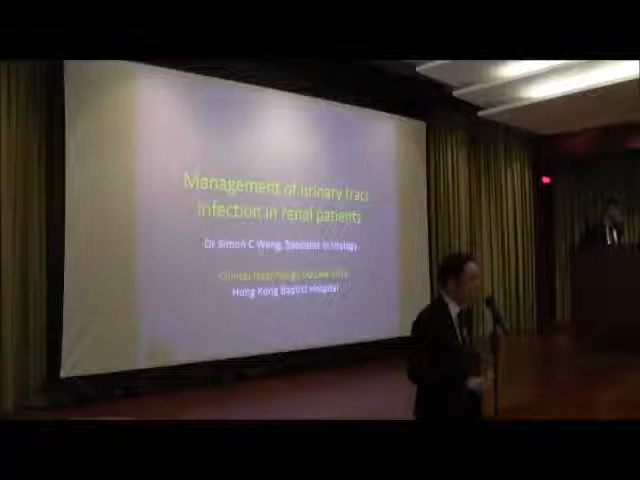 Management of urinary tract
infection in renal patients
Dr Simon C Wong, Specialist in Urology
Hong Kong Baptist Hospital